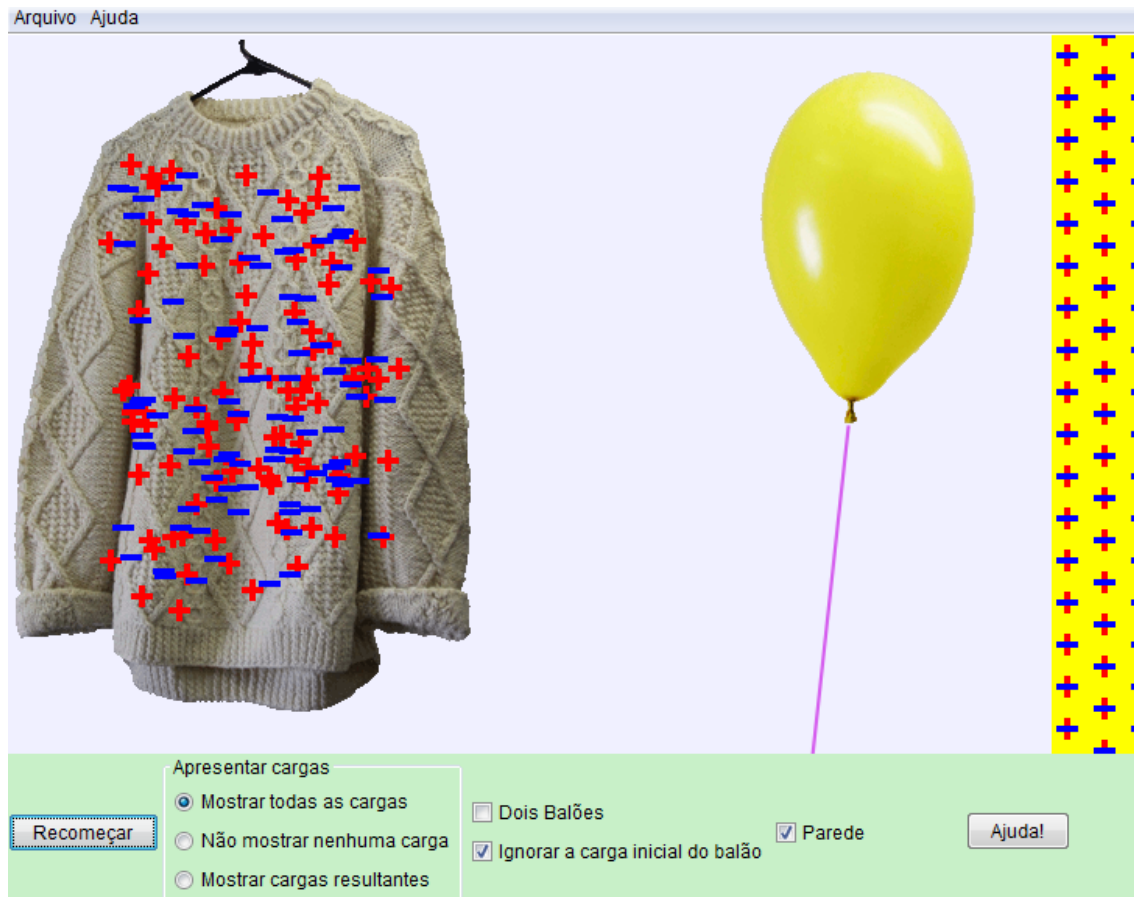 Arquivo Ajuda
Apresentar cargas
Mostrar todas as cargas
Não mostrar nenhuma carga
Mostrar cargas resultantes
Recomeçar
Dois Balões
Ignorar a carga inicial do balão
Parede
Ajuda!